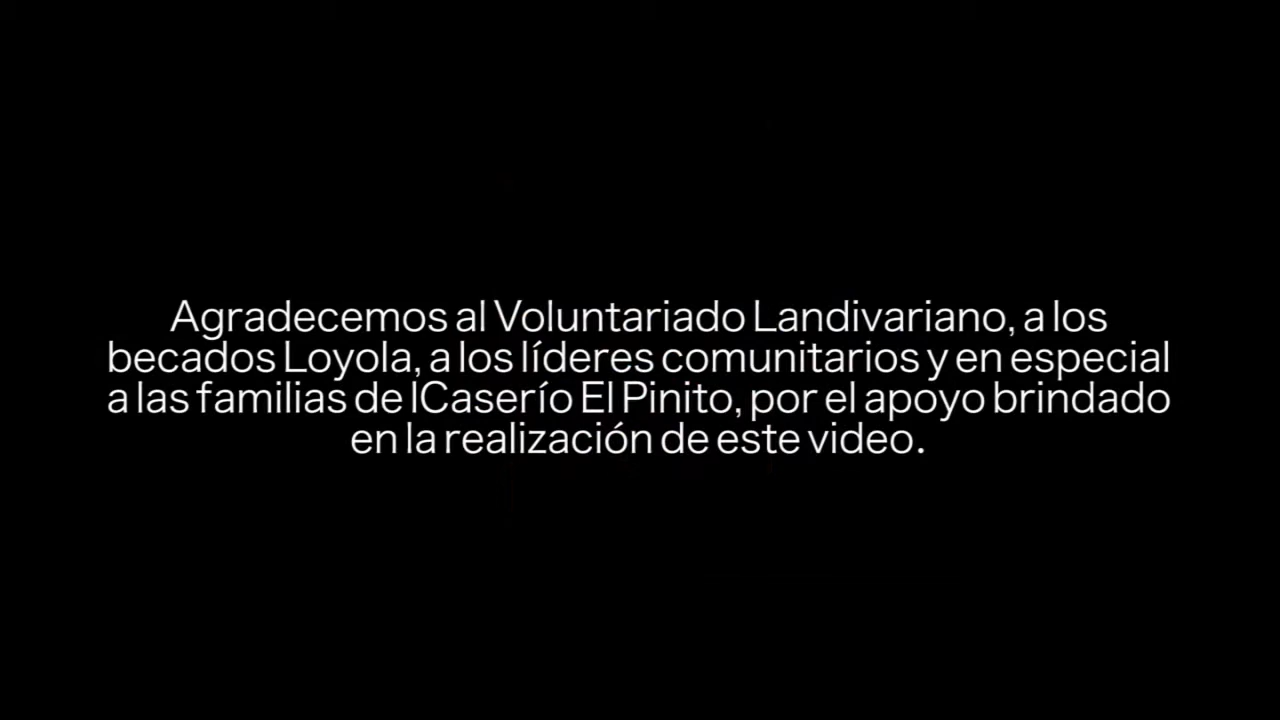 Agradecemos al Voluntariado Landivariano, a los
becados Loyola, a los líderes comunitarios y en especial
a las familias de lCaserío El Pinito, por el apoyo brindado
en la realización de este video.